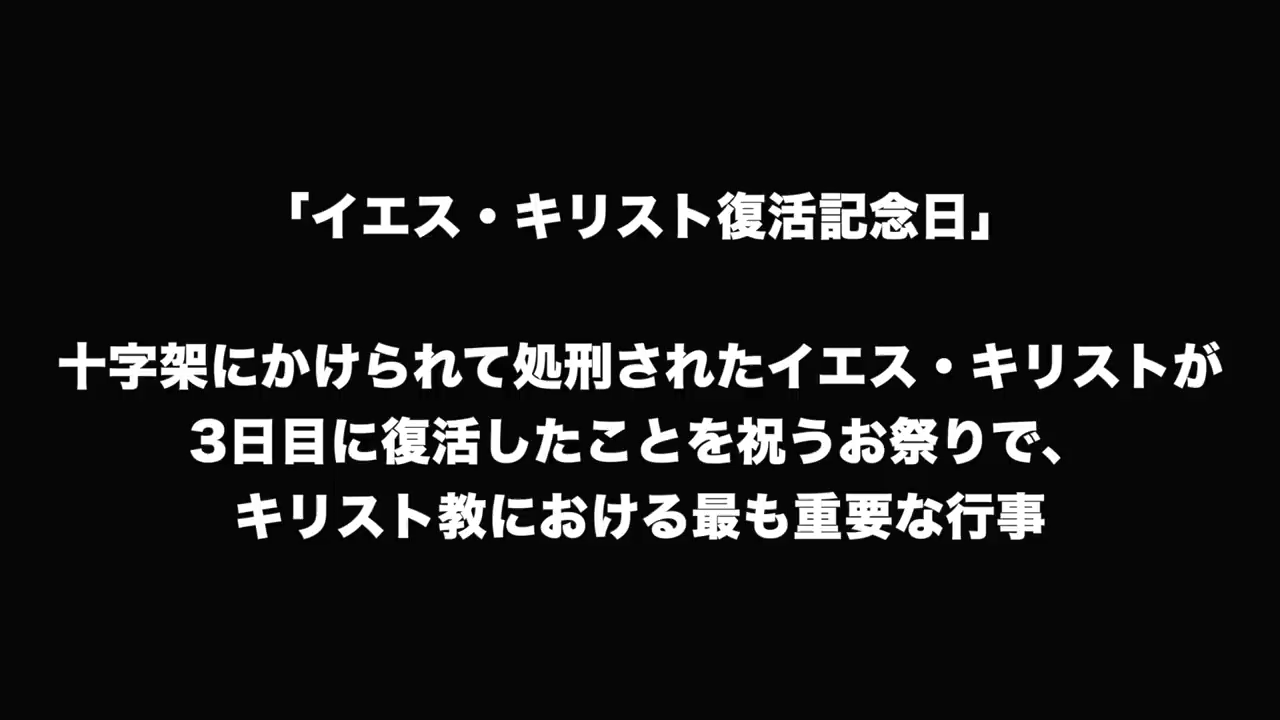 「イエス・キリスト復活記念日」
十字架にかけられて処刑されたイエス・キリストが
3日目に復活したことを祝うお祭りで、
キリスト教における最も重要な行事